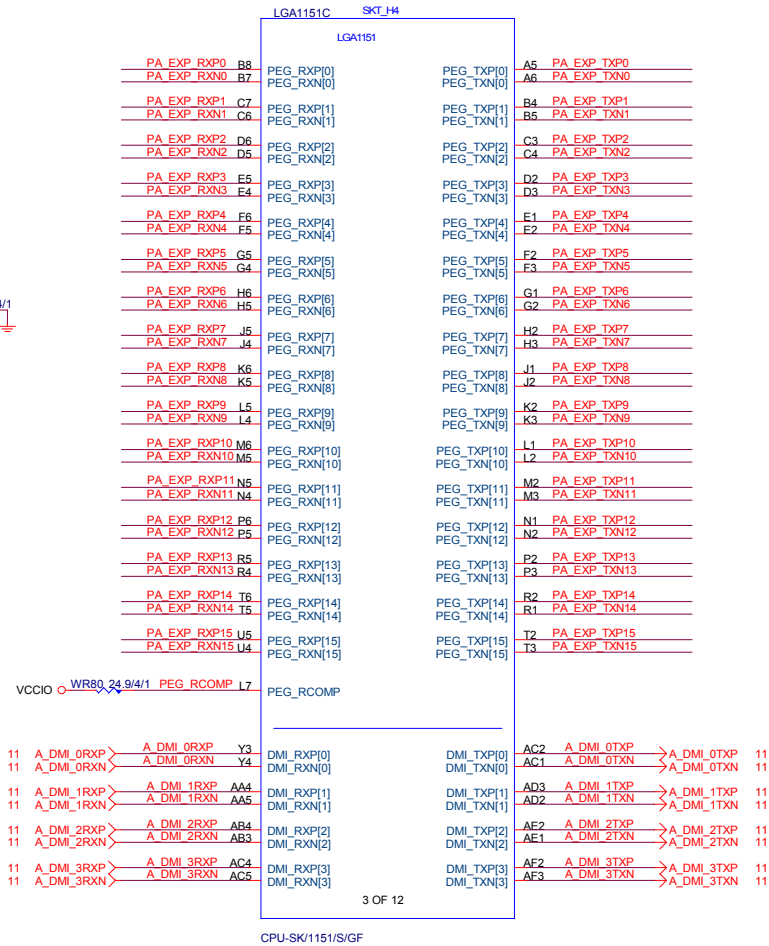 LGA1151C SKT_H4
LGA1151
PA_EXP_RXP0 B8 PEG_RXP[0] PEG_TXP[0] A5 PA_EXP_TXP0
PA_EXP_RXN0 B7 PEG_RXN[0] PEG_TXN[0] A6 PA_EXP_TXN0
PA_EXP_RXP1 C7 PEG_RXP[1] PEG_TXP[1] B4 PA_EXP_TXP1
PA_EXP_RXN1 C6 PEG_RXN[1] PEG_TXN[1] B5 PA_EXP_TXN1
PA_EXP_RXP2 D6 PEG_RXP[2] PEG_TXP[2] C3 PA_EXP_TXP2
PA_EXP_RXN2 D5 PEG_RXN[2] PEG_TXN[2] C4 PA_EXP_TXN2
PA_EXP_RXP3 E5 PEG_RXP[3] PEG_TXP[3] D2 PA_EXP_TXP3
PA_EXP_RXN3 E4 PEG_RXN[3] PEG_TXN[3] D3 PA_EXP_TXN3
PA_EXP_RXP4 F6 PEG_RXP[4] PEG_TXP[4] E1 PA_EXP_TXP4
PA_EXP_RXN4 F5 PEG_RXN[4] PEG_TXN[4] E2 PA_EXP_TXN4
PA_EXP_RXP5 G5 PEG_RXP[5] PEG_TXP[5] F2 PA_EXP_TXP5
PA_EXP_RXN5 G4 PEG_RXN[5] PEG_TXN[5] F3 PA_EXP_TXN5
PA_EXP_RXP6 H6 PEG_RXP[6] PEG_TXP[6] G1 PA_EXP_TXP6
PA_EXP_RXN6 H5 PEG_RXN[6] PEG_TXN[6] G2 PA_EXP_TXN6
PA_EXP_RXP7 J5 PEG_RXP[7] PEG_TXP[7] H2 PA_EXP_TXP7
PA_EXP_RXN7 J4 PEG_RXN[7] PEG_TXN[7] H3 PA_EXP_TXN7
PA_EXP_RXP8 K6 PEG_RXP[8] PEG_TXP[8] J1 PA_EXP_TXP8
PA_EXP_RXN8 K5 PEG_RXN[8] PEG_TXN[8] J2 PA_EXP_TXN8
PA_EXP_RXP9 L5 PEG_RXP[9] PEG_TXP[9] K2 PA_EXP_TXP9
PA_EXP_RXN9 L4 PEG_RXN[9] PEG_TXN[9] K3 PA_EXP_TXN9
PA_EXP_RXP10 M6 PEG_RXP[10] PEG_TXP[10] L1 PA_EXP_TXP10
PA_EXP_RXN10 M5 PEG_RXN[10] PEG_TXN[10] L2 PA_EXP_TXN10
PA_EXP_RXP11 N5 PEG_RXP[11] PEG_TXP[11] M2 PA_EXP_TXP11
PA_EXP_RXN11 N4 PEG_RXN[11] PEG_TXN[11] M3 PA_EXP_TXN11
PA_EXP_RXP12 P6 PEG_RXP[12] PEG_TXP[12] N1 PA_EXP_TXP12
PA_EXP_RXN12 P5 PEG_RXN[12] PEG_TXN[12] N2 PA_EXP_TXN12
PA_EXP_RXP13 R5 PEG_RXP[13] PEG_TXP[13] P2 PA_EXP_TXP13
PA_EXP_RXN13 R4 PEG_RXN[13] PEG_TXN[13] P3 PA_EXP_TXN13
PA_EXP_RXP14 T6 PEG_RXP[14] PEG_TXP[14] R2 PA_EXP_TXP14
PA_EXP_RXN14 T5 PEG_RXN[14] PEG_TXN[14] R1 PA_EXP_TXN14
PA_EXP_RXP15 U5 PEG_RXP[15] PEG_TXP[15] T2 PA_EXP_TXP15
PA_EXP_RXN15 U4 PEG_RXN[15] PEG_TXN[15] T3 PA_EXP_TXN15
VCCIO WR80 24.9/4/1 PEG_RCOMP L7 PEG_RCOMP
11 A_DMI_0RXP A_DMI_0RXP Y3 DMI_RXP[0] DMI_TXP[0] AC2 A_DMI_0TXP A_DMI_0TXP 11
11 A_DMI_0RXN A_DMI_0RXN Y4 DMI_RXN[0] DMI_TXN[0] AC1 A_DMI_0TXN A_DMI_0TXN 11
11 A_DMI_1RXP A_DMI_1RXP AA4 DMI_RXP[1] DMI_TXP[1] AD3 A_DMI_1TXP A_DMI_1TXP 11
11 A_DMI_1RXN A_DMI_1RXN AA5 DMI_RXN[1] DMI_TXN[1] AD2 A_DMI_1TXN A_DMI_1TXN 11
11 A_DMI_2RXP A_DMI_2RXP AB4 DMI_RXP[2] DMI_TXP[2] AE2 A_DMI_2TXP A_DMI_2TXP 11
11 A_DMI_2RXN A_DMI_2RXN AB3 DMI_RXN[2] DMI_TXN[2] AE1 A_DMI_2TXN A_DMI_2TXN 11
11 A_DMI_3RXP A_DMI_3RXP AC4 DMI_RXP[3] DMI_TXP[3] AF2 A_DMI_3TXP A_DMI_3TXP 11
11 A_DMI_3RXN A_DMI_3RXN AC5 DMI_RXN[3] DMI_TXN[3] AF3 A_DMI_3TXN A_DMI_3TXN 11
3 OF 12
CPU-SK/1151/S/GF